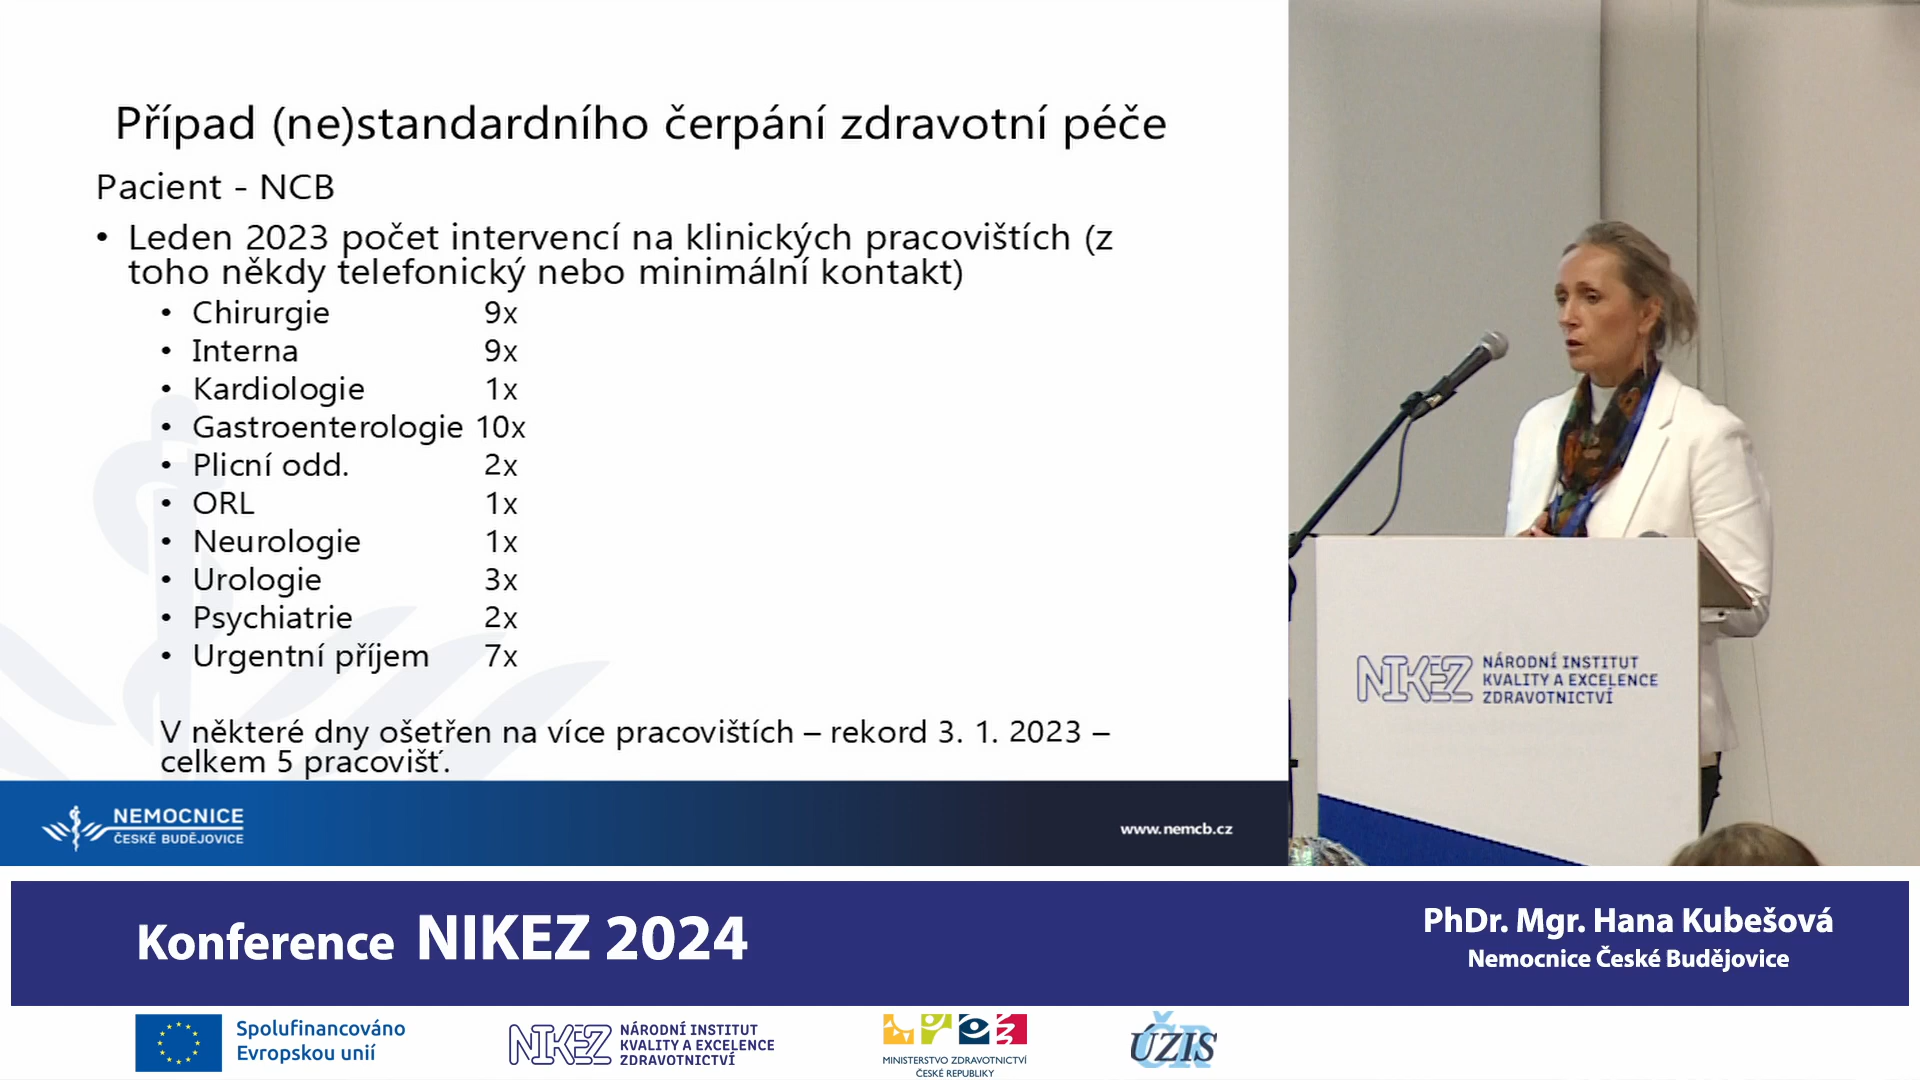 Případ (ne)standardního čerpání zdravotní péče
Pacient - NCB
• Leden 2023 počet intervencí na klinických pracovištích (z
toho někdy telefonický nebo minimální kontakt)
• Chirurgie 9x
• Interna 9x
• Kardiologie 1x
• Gastroenterologie 10x
• Plicní odd. 2x
• ORL 1x
• Neurologie 1x
• Urologie 3x
• Psychiatrie 2x
• Urgentní příjem 7x
V některé dny ošetřen na více pracovištích – rekord 3. 1. 2023 –
celkem 5 pracovišť.
NEMOCNICE
ČESKÉ BUDĚJOVICE
www.nemcb.cz
NIKEZ
NÁRODNÍ INSTITUT
KVALITY A EXCELENCE
ZDRAVOTNICTVÍ
Konference NIKEZ 2024
PhDr. Mgr. Hana Kubešová
Nemocnice České Budějovice
Spolufinancováno
Evropskou unií
NIKEZ
NÁRODNÍ INSTITUT
KVALITY A EXCELENCE
ZDRAVOTNICTVÍ
MINISTERSTVO ZDRAVOTNICTVÍ
ČESKÉ REPUBLIKY
ÚZIS
ČR